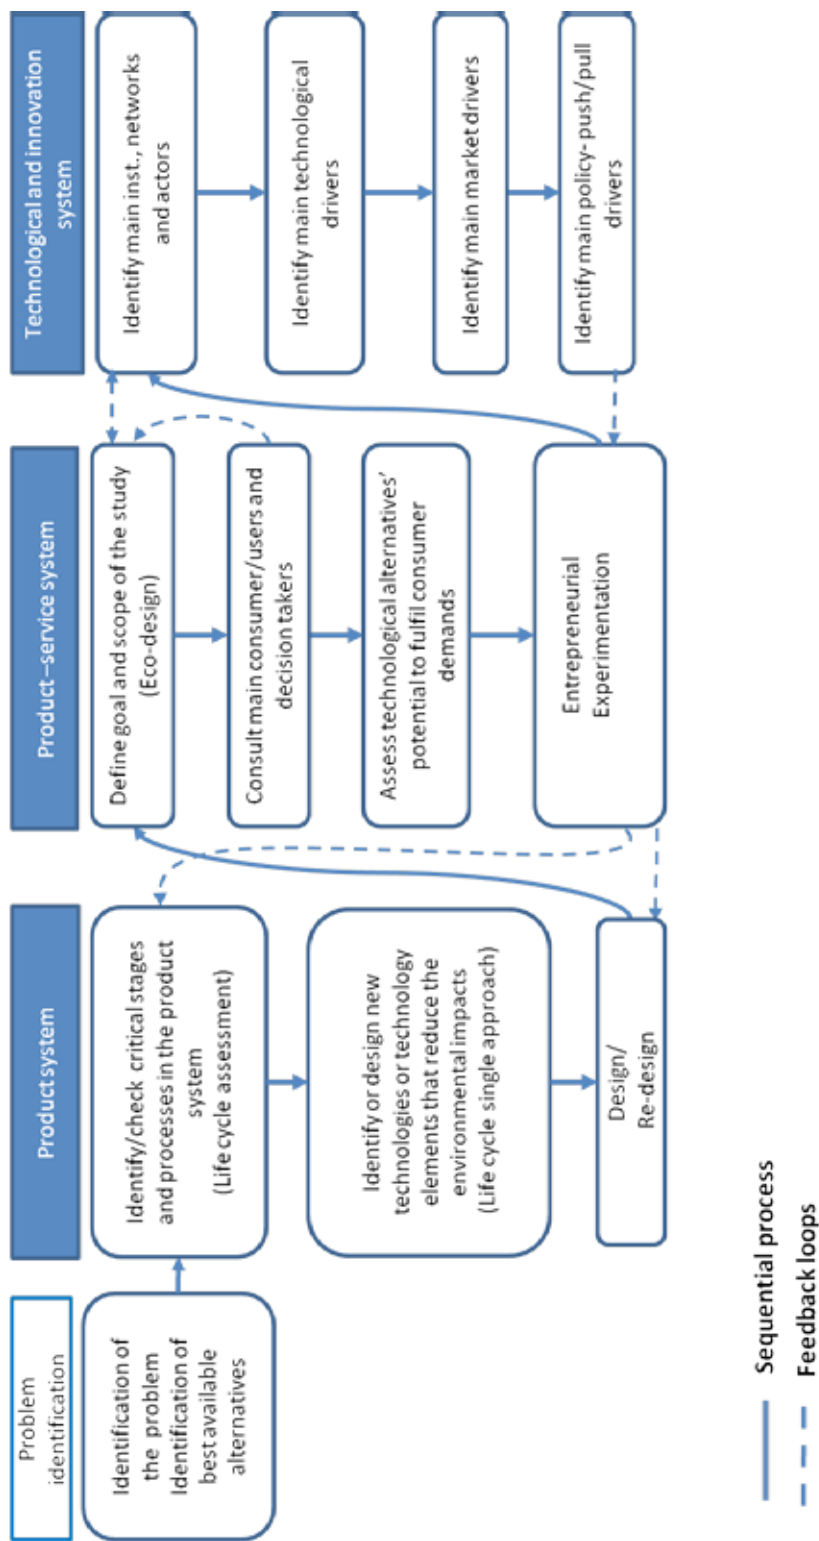 Problem
identification
Identification of
the problem
Identification of
best available
alternatives
Product system
Identify/check critical stages
and processes in the product
system
(Life cycle assessment)
Identify or design new
technologies or technology
elements that reduce the
environmental impacts
(Life cycle single approach)
Design/
Re-design
Product–service system
Define goal and scope of the study
(Eco-design)
Consult main consumer/users and
decision takers
Assess technological alternatives’
potential to fulfil consumer
demands
Entrepreneurial
Experimentation
Technological and innovation
system
Identify main inst., networks
and actors
Identify main technological
drivers
Identify main market drivers
Identify main policy- push/pull
drivers
Sequential process
Feedback loops